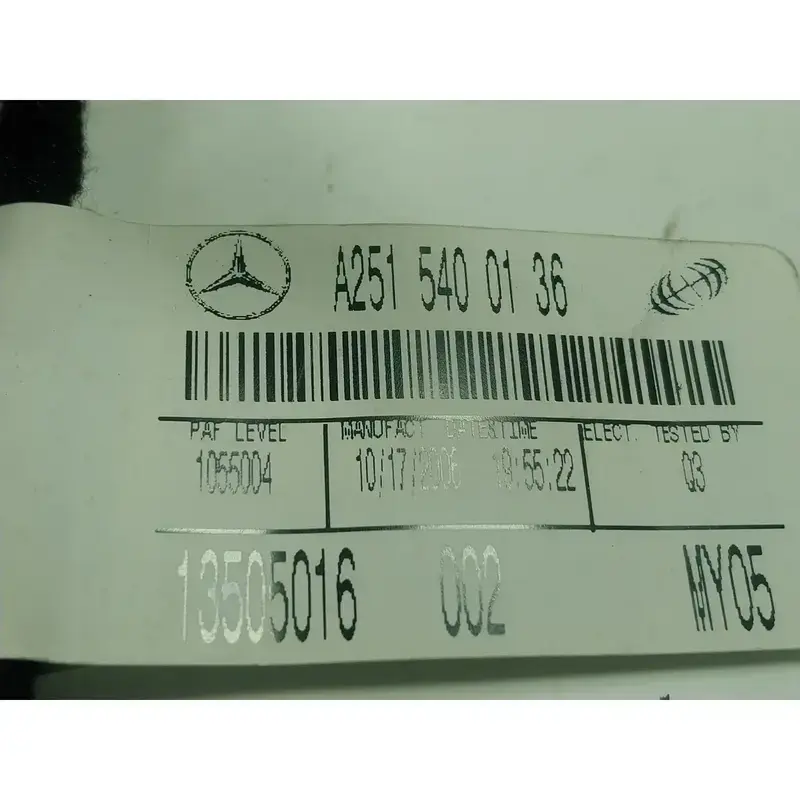 A251 540 01 36
PAF LEVEL MANUFACT DATE&TIME ELECT. TESTED BY
1055004 10/17/2006 19:55:22 Q3
13505016 002 MY05